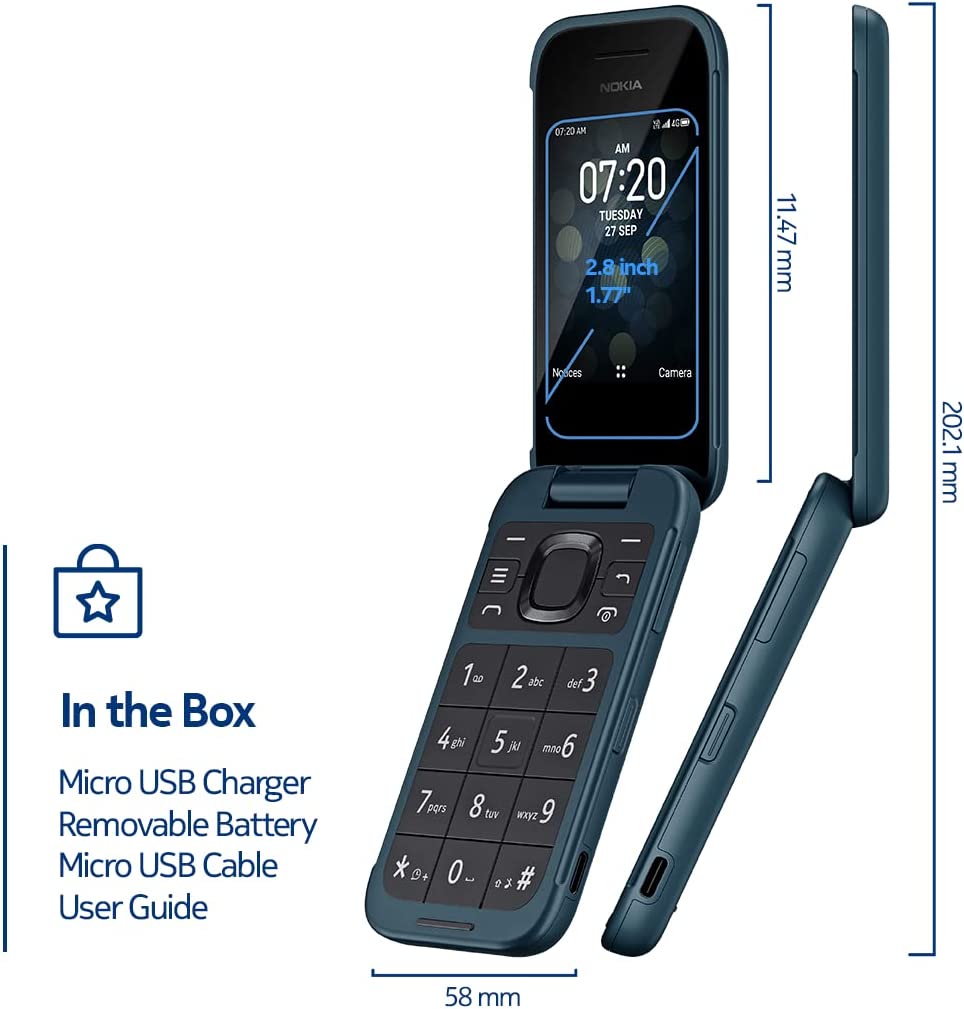 NOKIA
07:20 AM
4G
AM
07:20
TUESDAY
27 SEP
2.8 inch
1.77"
Notices
Camera
11.47 mm
202.1 mm
1
2 abc
def 3
4 ghi
5 jkl
mno 6
7 pqrs
8 tuv
wxyz 9
* +
0
#
58 mm
In the Box
Micro USB Charger
Removable Battery
Micro USB Cable
User Guide